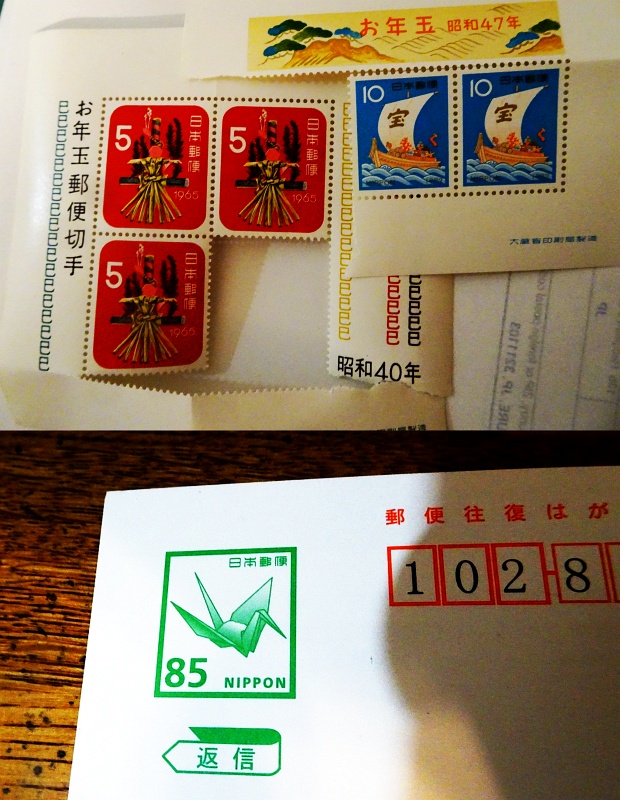 お年玉 昭和47年
お年玉郵便切手
5
日本郵便
1965
5
日本郵便
1965
5
日本郵便
1965
10
日本郵便
宝
10
日本郵便
宝
大蔵省印刷局製造
昭和40年
JP 3211103
郵便往復はが
日本郵便
85 NIPPON
1028
返信